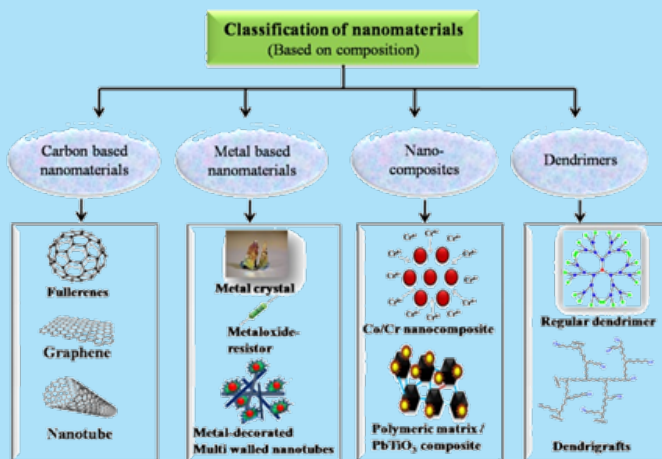 Classification of nanomaterials
(Based on composition)
Carbon based
nanomaterials
Metal based
nanomaterials
Nano-
composites
Dendrimers
Fullerenes
Graphene
Nanotube
Metal crystal
Metaloxide-
resistor
Metal-decorated
Multi walled nanotubes
Co/Cr nanocomposite
Polymeric matrix /
PbTiO₃ composite
Regular dendrimer
Dendrigrafts